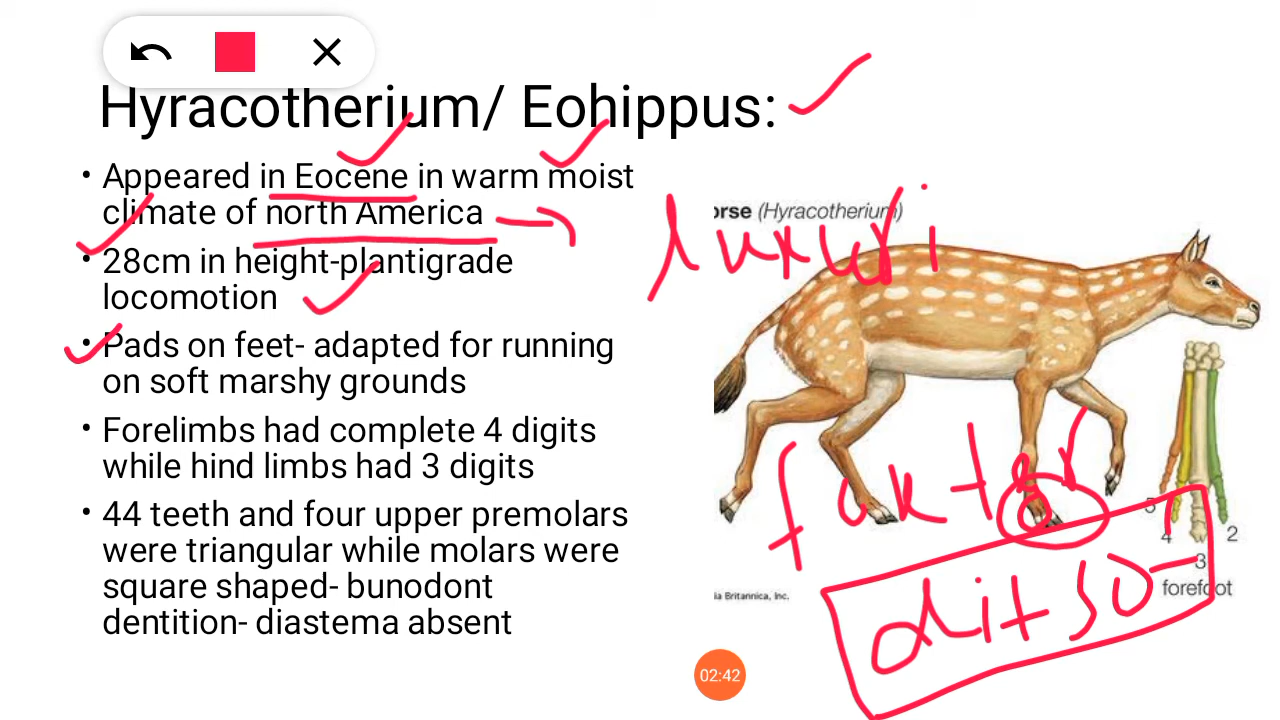 Hyracotherium/ Eohippus:
• Appeared in Eocene in warm moist
climate of north America
• 28cm in height-plantigrade
locomotion
• Pads on feet- adapted for running
on soft marshy grounds
• Forelimbs had complete 4 digits
while hind limbs had 3 digits
• 44 teeth and four upper premolars
were triangular while molars were
square shaped- bunodont
dentition- diastema absent
orse (Hyracotherium)
luxuri
faktor
5
4
3
2
forefoot
ia Britannica, Inc.
02:42